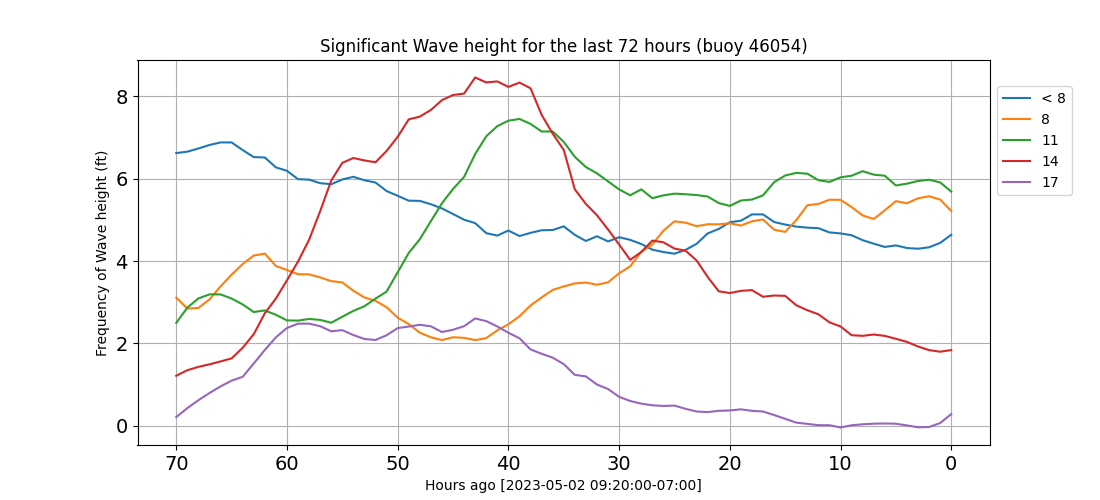 Significant Wave height for the last 72 hours (buoy 46054)
Frequency of Wave height (ft)
8
6
4
2
0
70 60 50 40 30 20 10 0
Hours ago [2023-05-02 09:20:00-07:00]
< 8
8
11
14
17